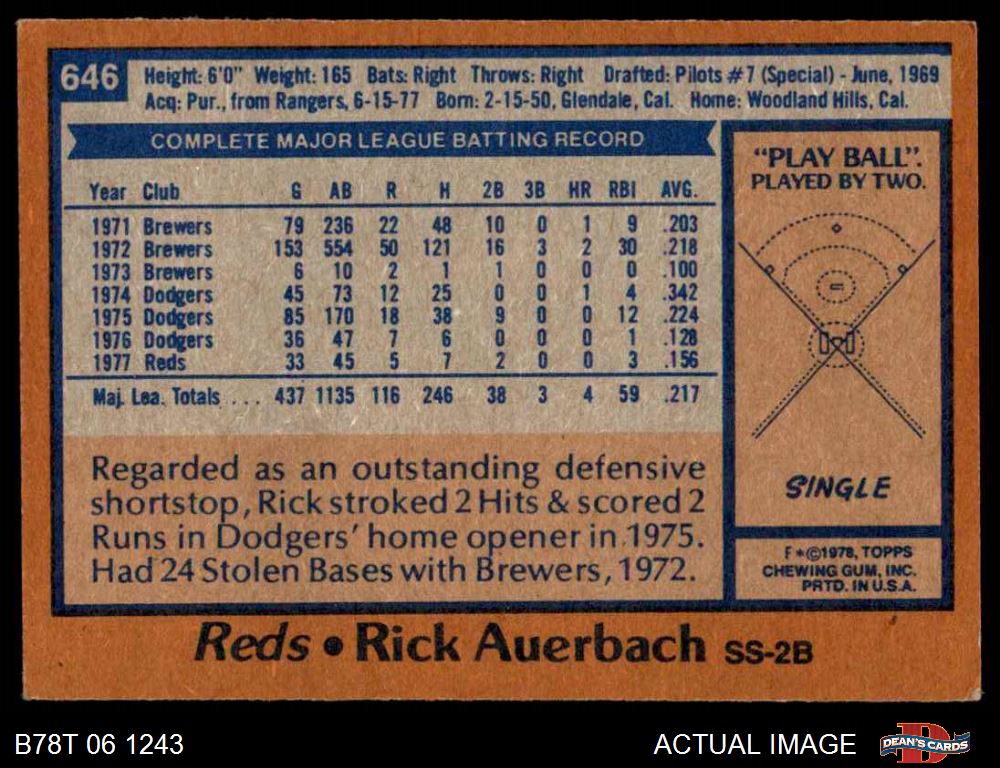 646
Height: 6'0" Weight: 165 Bats: Right Throws: Right Drafted: Pilots #7 (Special) - June, 1969
Acq: Pur., from Rangers, 6-15-77 Born: 2-15-50, Glendale, Cal. Home: Woodland Hills, Cal.
COMPLETE MAJOR LEAGUE BATTING RECORD
Year Club G AB R H 2B 3B HR RBI AVG.
1971 Brewers 79 236 22 48 10 0 1 9 .203
1972 Brewers 153 554 50 121 16 3 2 30 .218
1973 Brewers 6 10 2 1 1 0 0 0 .100
1974 Dodgers 45 73 12 25 0 0 1 4 .342
1975 Dodgers 85 170 18 38 9 0 0 12 .224
1976 Dodgers 36 47 7 6 0 0 0 1 .128
1977 Reds 33 45 5 7 2 0 0 3 .156
Maj. Lea. Totals ... 437 1135 116 246 38 3 4 59 .217
Regarded as an outstanding defensive
shortstop, Rick stroked 2 Hits & scored 2
Runs in Dodgers' home opener in 1975.
Had 24 Stolen Bases with Brewers, 1972.
"PLAY BALL".
PLAYED BY TWO.
SINGLE
F*©1978, TOPPS
CHEWING GUM, INC.
PRTD. IN U.S.A.
Reds • Rick Auerbach SS-2B
B78T 06 1243
ACTUAL IMAGE
D
DEAN'S CARDS